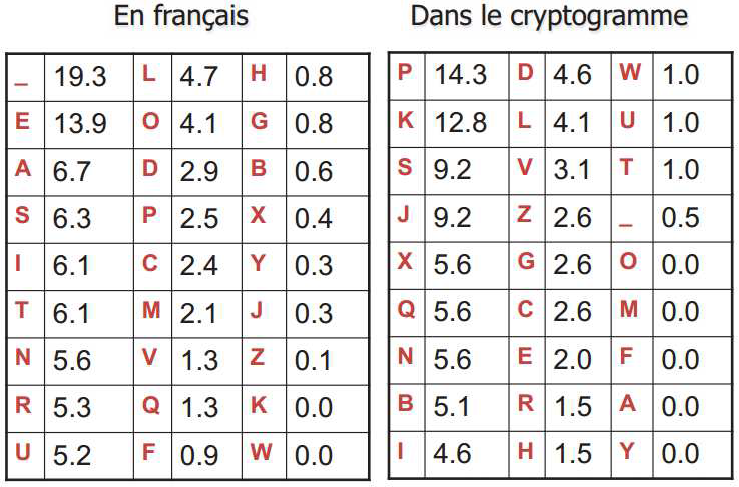 En français Dans le cryptogramme
_ 19.3 L 4.7 H 0.8 P 14.3 D 4.6 W 1.0
E 13.9 O 4.1 G 0.8 K 12.8 L 4.1 U 1.0
A 6.7 D 2.9 B 0.6 S 9.2 V 3.1 T 1.0
S 6.3 P 2.5 X 0.4 J 9.2 Z 2.6 _ 0.5
I 6.1 C 2.4 Y 0.3 X 5.6 G 2.6 O 0.0
T 6.1 M 2.1 J 0.3 Q 5.6 C 2.6 M 0.0
N 5.6 V 1.3 Z 0.1 N 5.6 E 2.0 F 0.0
R 5.3 Q 1.3 K 0.0 B 5.1 R 1.5 A 0.0
U 5.2 F 0.9 W 0.0 I 4.6 H 1.5 Y 0.0